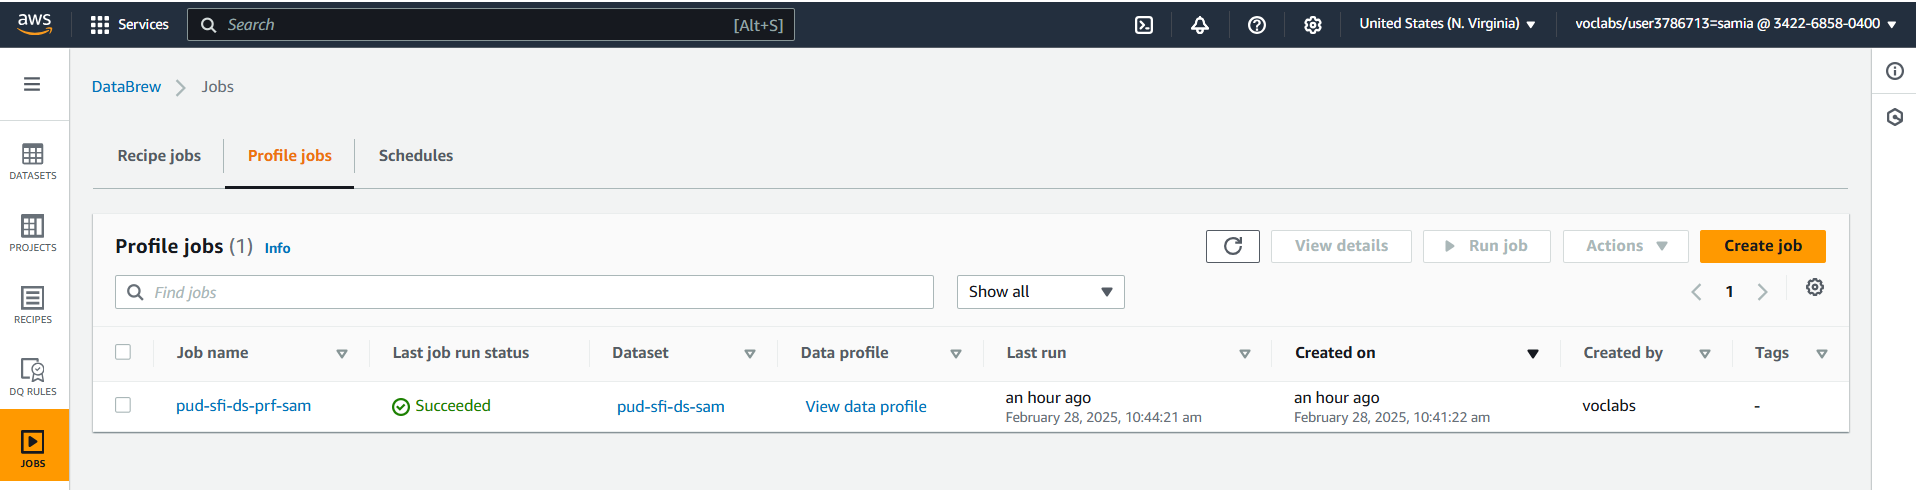 aws Services Search [Alt+S] United States (N. Virginia) voclabs/user3786713=samia @ 3422-6858-0400
DataBrew Jobs
Recipe jobs Profile jobs Schedules
DATASETS
PROJECTS
RECIPES
DQ RULES
JOBS
Profile jobs (1) Info View details Run job Actions Create job
Find jobs Show all 1
Job name Last job run status Dataset Data profile Last run Created on Created by Tags
pud-sfi-ds-prf-sam Succeeded pud-sfi-ds-sam View data profile an hour ago an hour ago voclabs -
February 28, 2025, 10:44:21 am February 28, 2025, 10:41:22 am